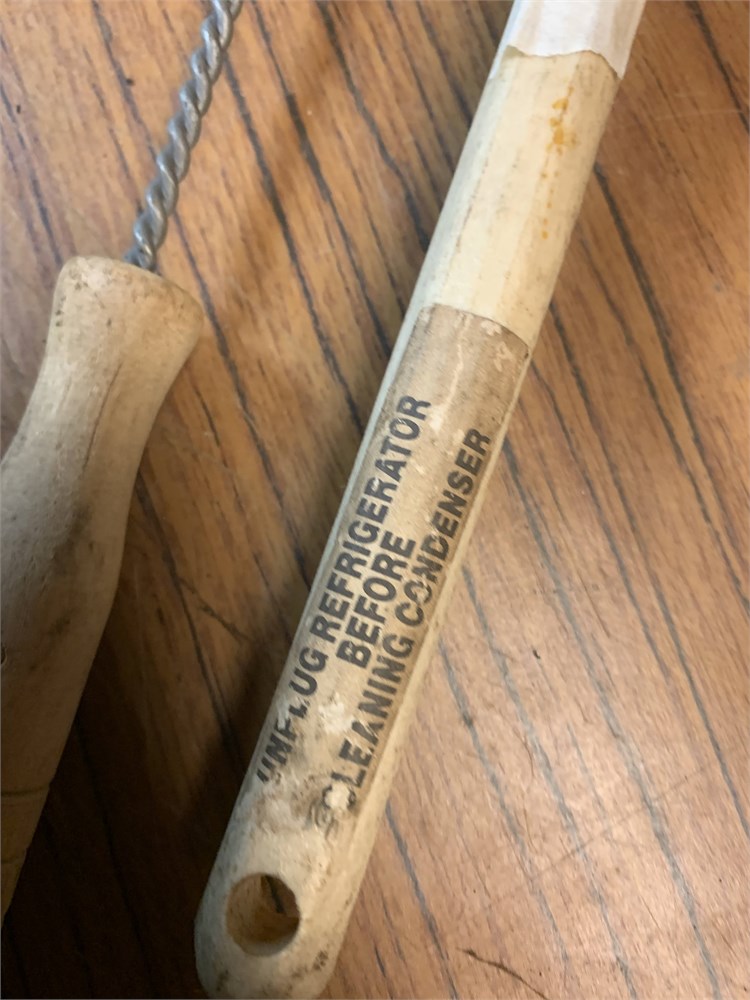 UNPLUG REFRIGERATOR
BEFORE
CLEANING CONDENSER